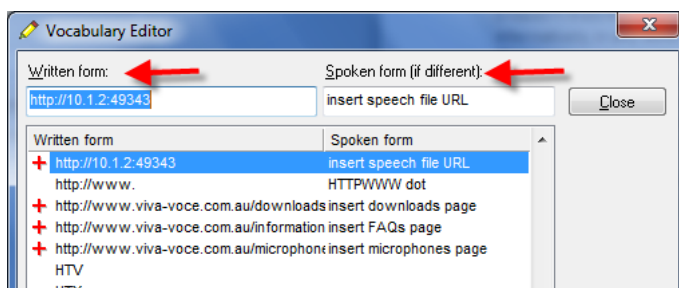 Vocabulary Editor
Written form: Spoken form (if different):
http://10.1.2:49343 insert speech file URL Close
Written form Spoken form
http://10.1.2:49343 insert speech file URL
http://www. HTTPWWW dot
http://www.viva-voce.com.au/downloads insert downloads page
http://www.viva-voce.com.au/information insert FAQs page
http://www.viva-voce.com.au/microphone insert microphones page
HTV